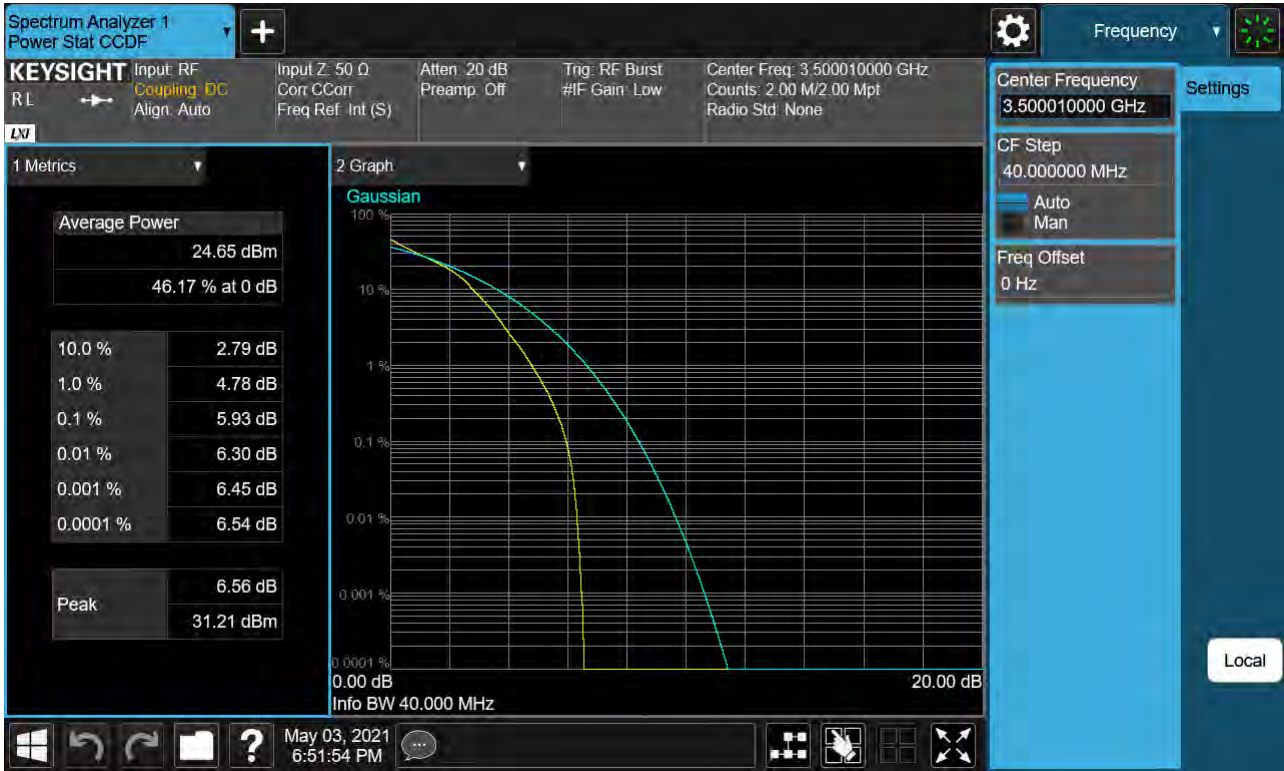 Spectrum Analyzer 1
Power Stat CCDF
Frequency
KEYSIGHT
RL
LXI
Input: RF
Coupling: DC
Align: Auto
Input Z: 50 Ω
Corr CCorr
Freq Ref: Int (S)
Atten: 20 dB
Preamp: Off
Trig: RF Burst
#IF Gain: Low
Center Freq: 3.500010000 GHz
Counts: 2.00 M/2.00 Mpt
Radio Std: None
Center Frequency
3.500010000 GHz
Settings
CF Step
40.000000 MHz
Auto
Man
Freq Offset
0 Hz
Local
1 Metrics
Average Power
24.65 dBm
46.17 % at 0 dB
10.0 % 2.79 dB
1.0 % 4.78 dB
0.1 % 5.93 dB
0.01 % 6.30 dB
0.001 % 6.45 dB
0.0001 % 6.54 dB
Peak
6.56 dB
31.21 dBm
2 Graph
Gaussian
100 %
10 %
1 %
0.1 %
0.01 %
0.001 %
0.0001 %
0.00 dB 20.00 dB
Info BW 40.000 MHz
?
May 03, 2021
6:51:54 PM